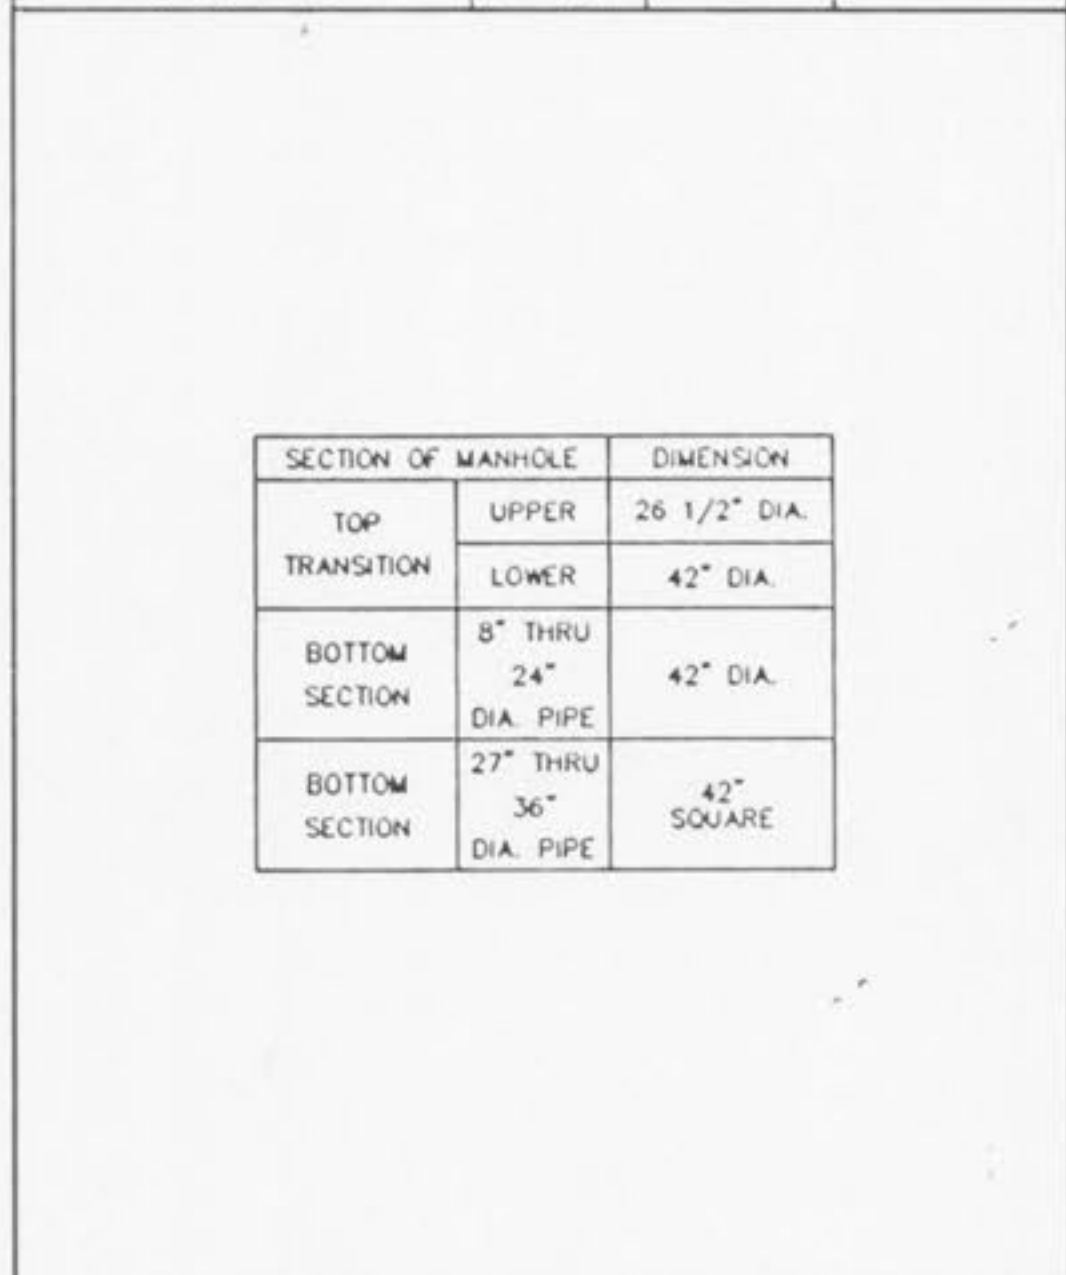 SECTION OF MANHOLE DIMENSION
TOP TRANSITION UPPER 26 1/2" DIA.
LOWER 42" DIA.
BOTTOM SECTION 8" THRU 24" DIA. PIPE 42" DIA.
BOTTOM SECTION 27" THRU 36" DIA. PIPE 42" SQUARE